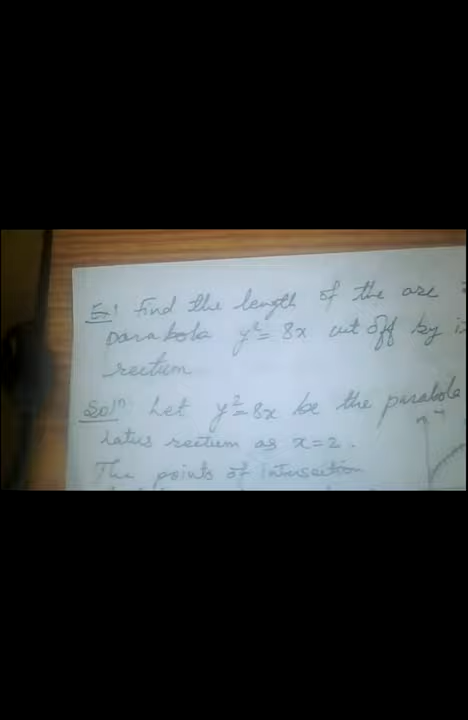 Ex: Find the length of the arc
parabola y² = 8x cut off by
rectum
Solⁿ Let y² = 8x be the parabola
latus rectum as x = 2.
The points of intersection